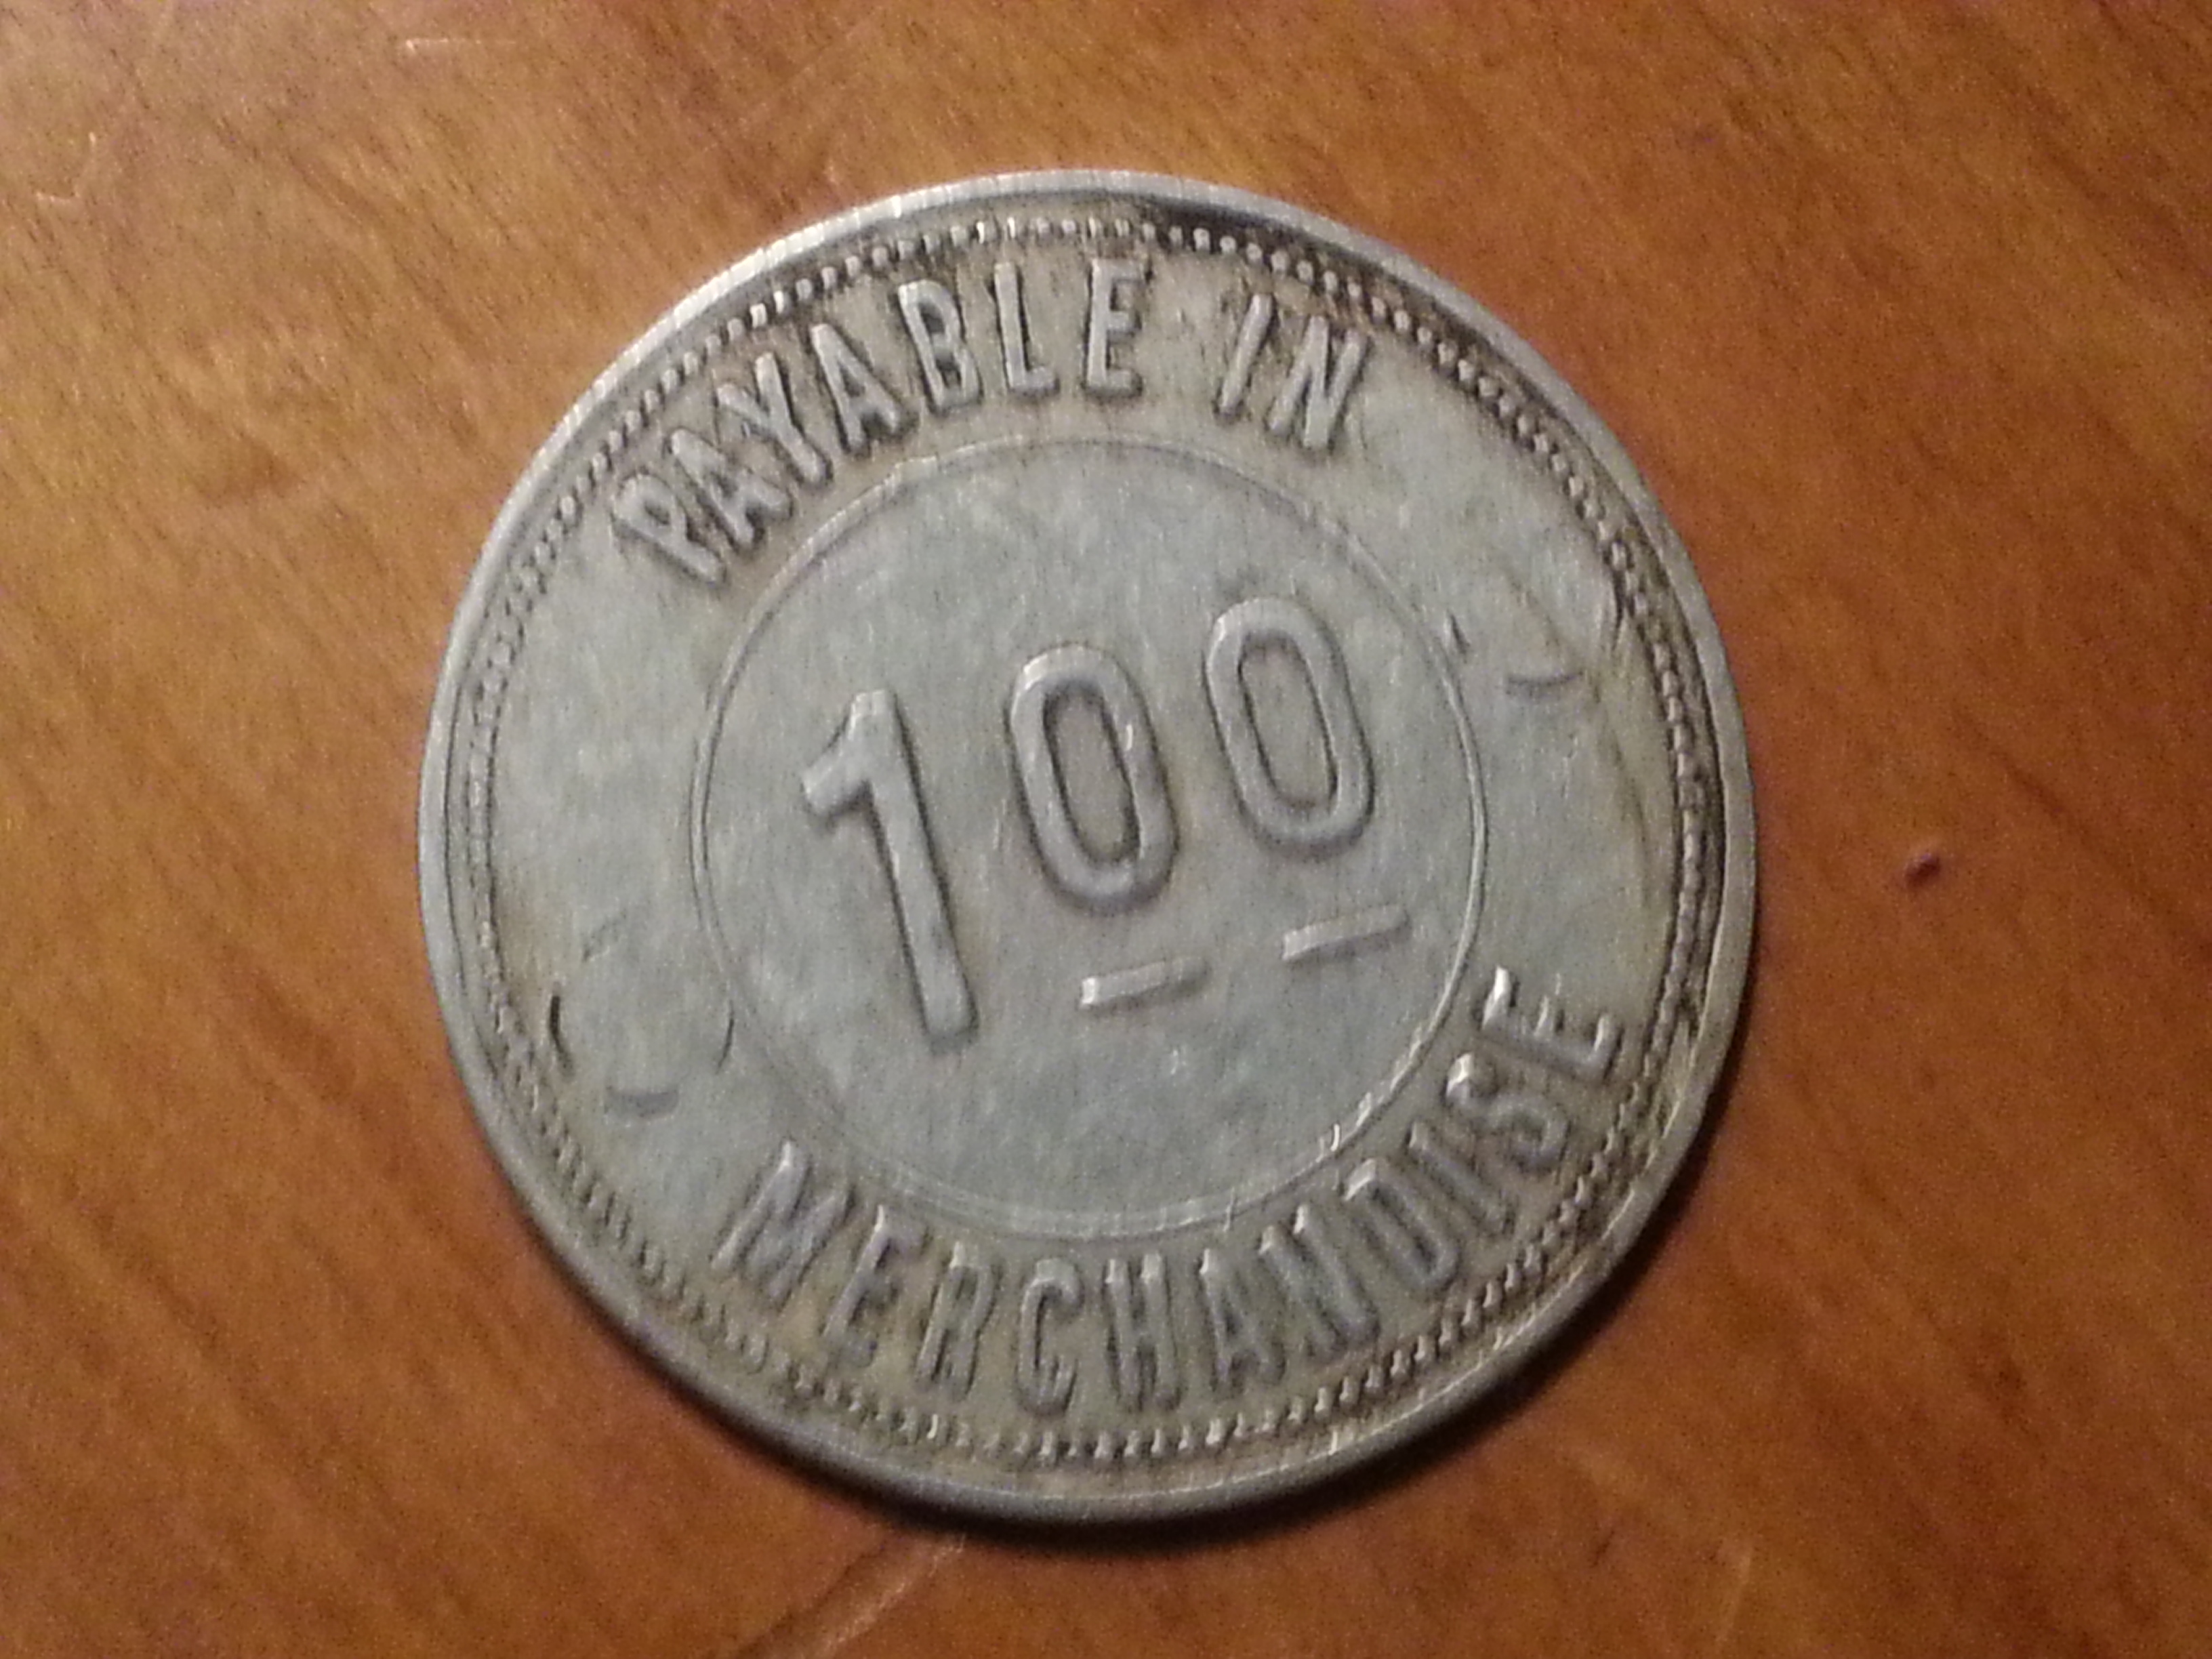 PAYABLE IN
100
MERCHANDISE